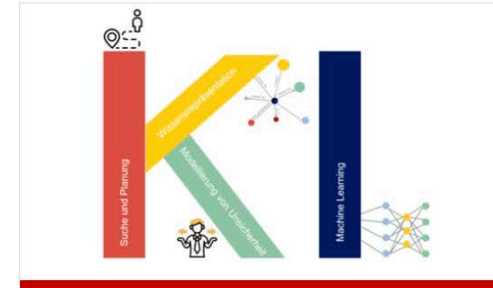 Suche und Planung
Wissensrepräsentation
Modellierung von Unsicherheit
Machine Learning